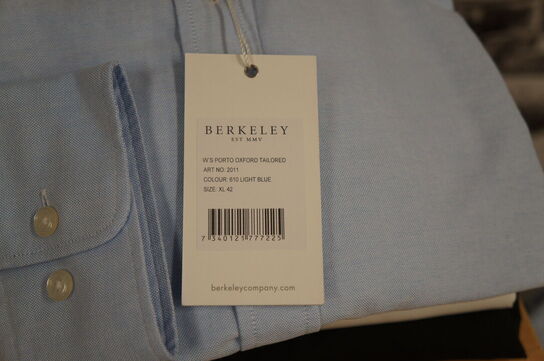 BERKELEY
EST MMV
W'S PORTO OXFORD TAILORED
ART NO: 2011
COLOUR: 610 LIGHT BLUE
SIZE: XL 42
7 340121 777225
berkeleycompany.com